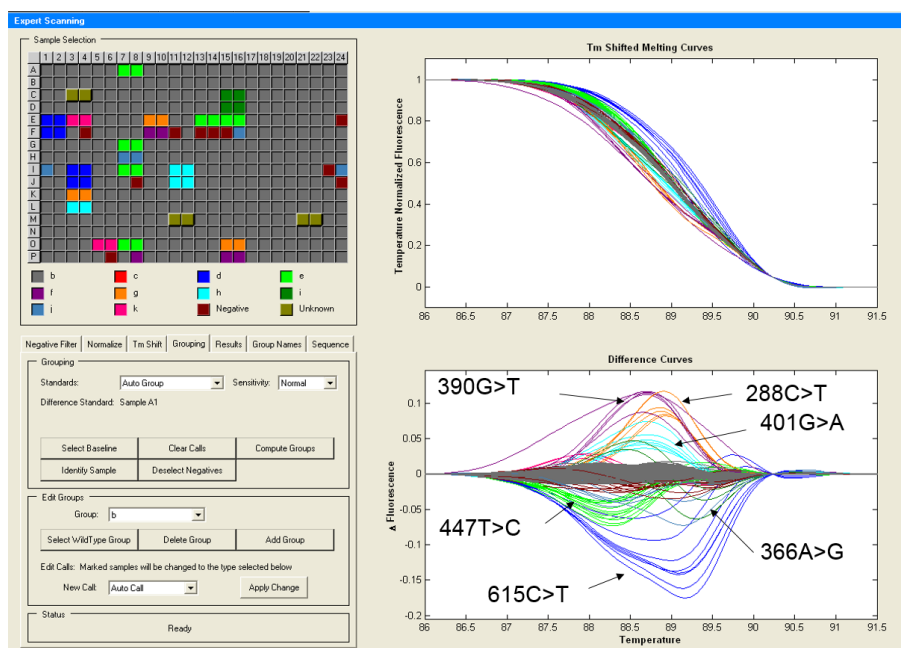 Expert Scanning
Sample Selection
1 2 3 4 5 6 7 8 9 10 11 12 13 14 15 16 17 18 19 20 21 22 23 24
A
B
C
D
E
F
G
H
I
J
K
L
M
N
O
P
b c d e
f g h i
j k Negative Unknown
Negative Filter Normalize Tm Shift Grouping Results Group Names Sequence
Grouping
Standards: Auto Group Sensitivity: Normal
Difference Standard: Sample A1
Select Baseline Clear Calls Compute Groups
Identify Sample Deselect Negatives
Edit Groups
Group: b
Select WildType Group Delete Group Add Group
Edit Calls: Marked samples will be changed to the type selected below
New Call: Auto Call Apply Change
Status
Ready
Tm Shifted Melting Curves
Temperature Normalized Fluorescence
1
0.8
0.6
0.4
0.2
0
86 86.5 87 87.5 88 88.5 89 89.5 90 90.5 91 91.5
Difference Curves
Δ Fluorescence
0.1
0.05
0
-0.05
-0.1
-0.15
-0.2
390G>T
288C>T
401G>A
447T>C
366A>G
615C>T
86 86.5 87 87.5 88 88.5 89 89.5 90 90.5 91 91.5
Temperature